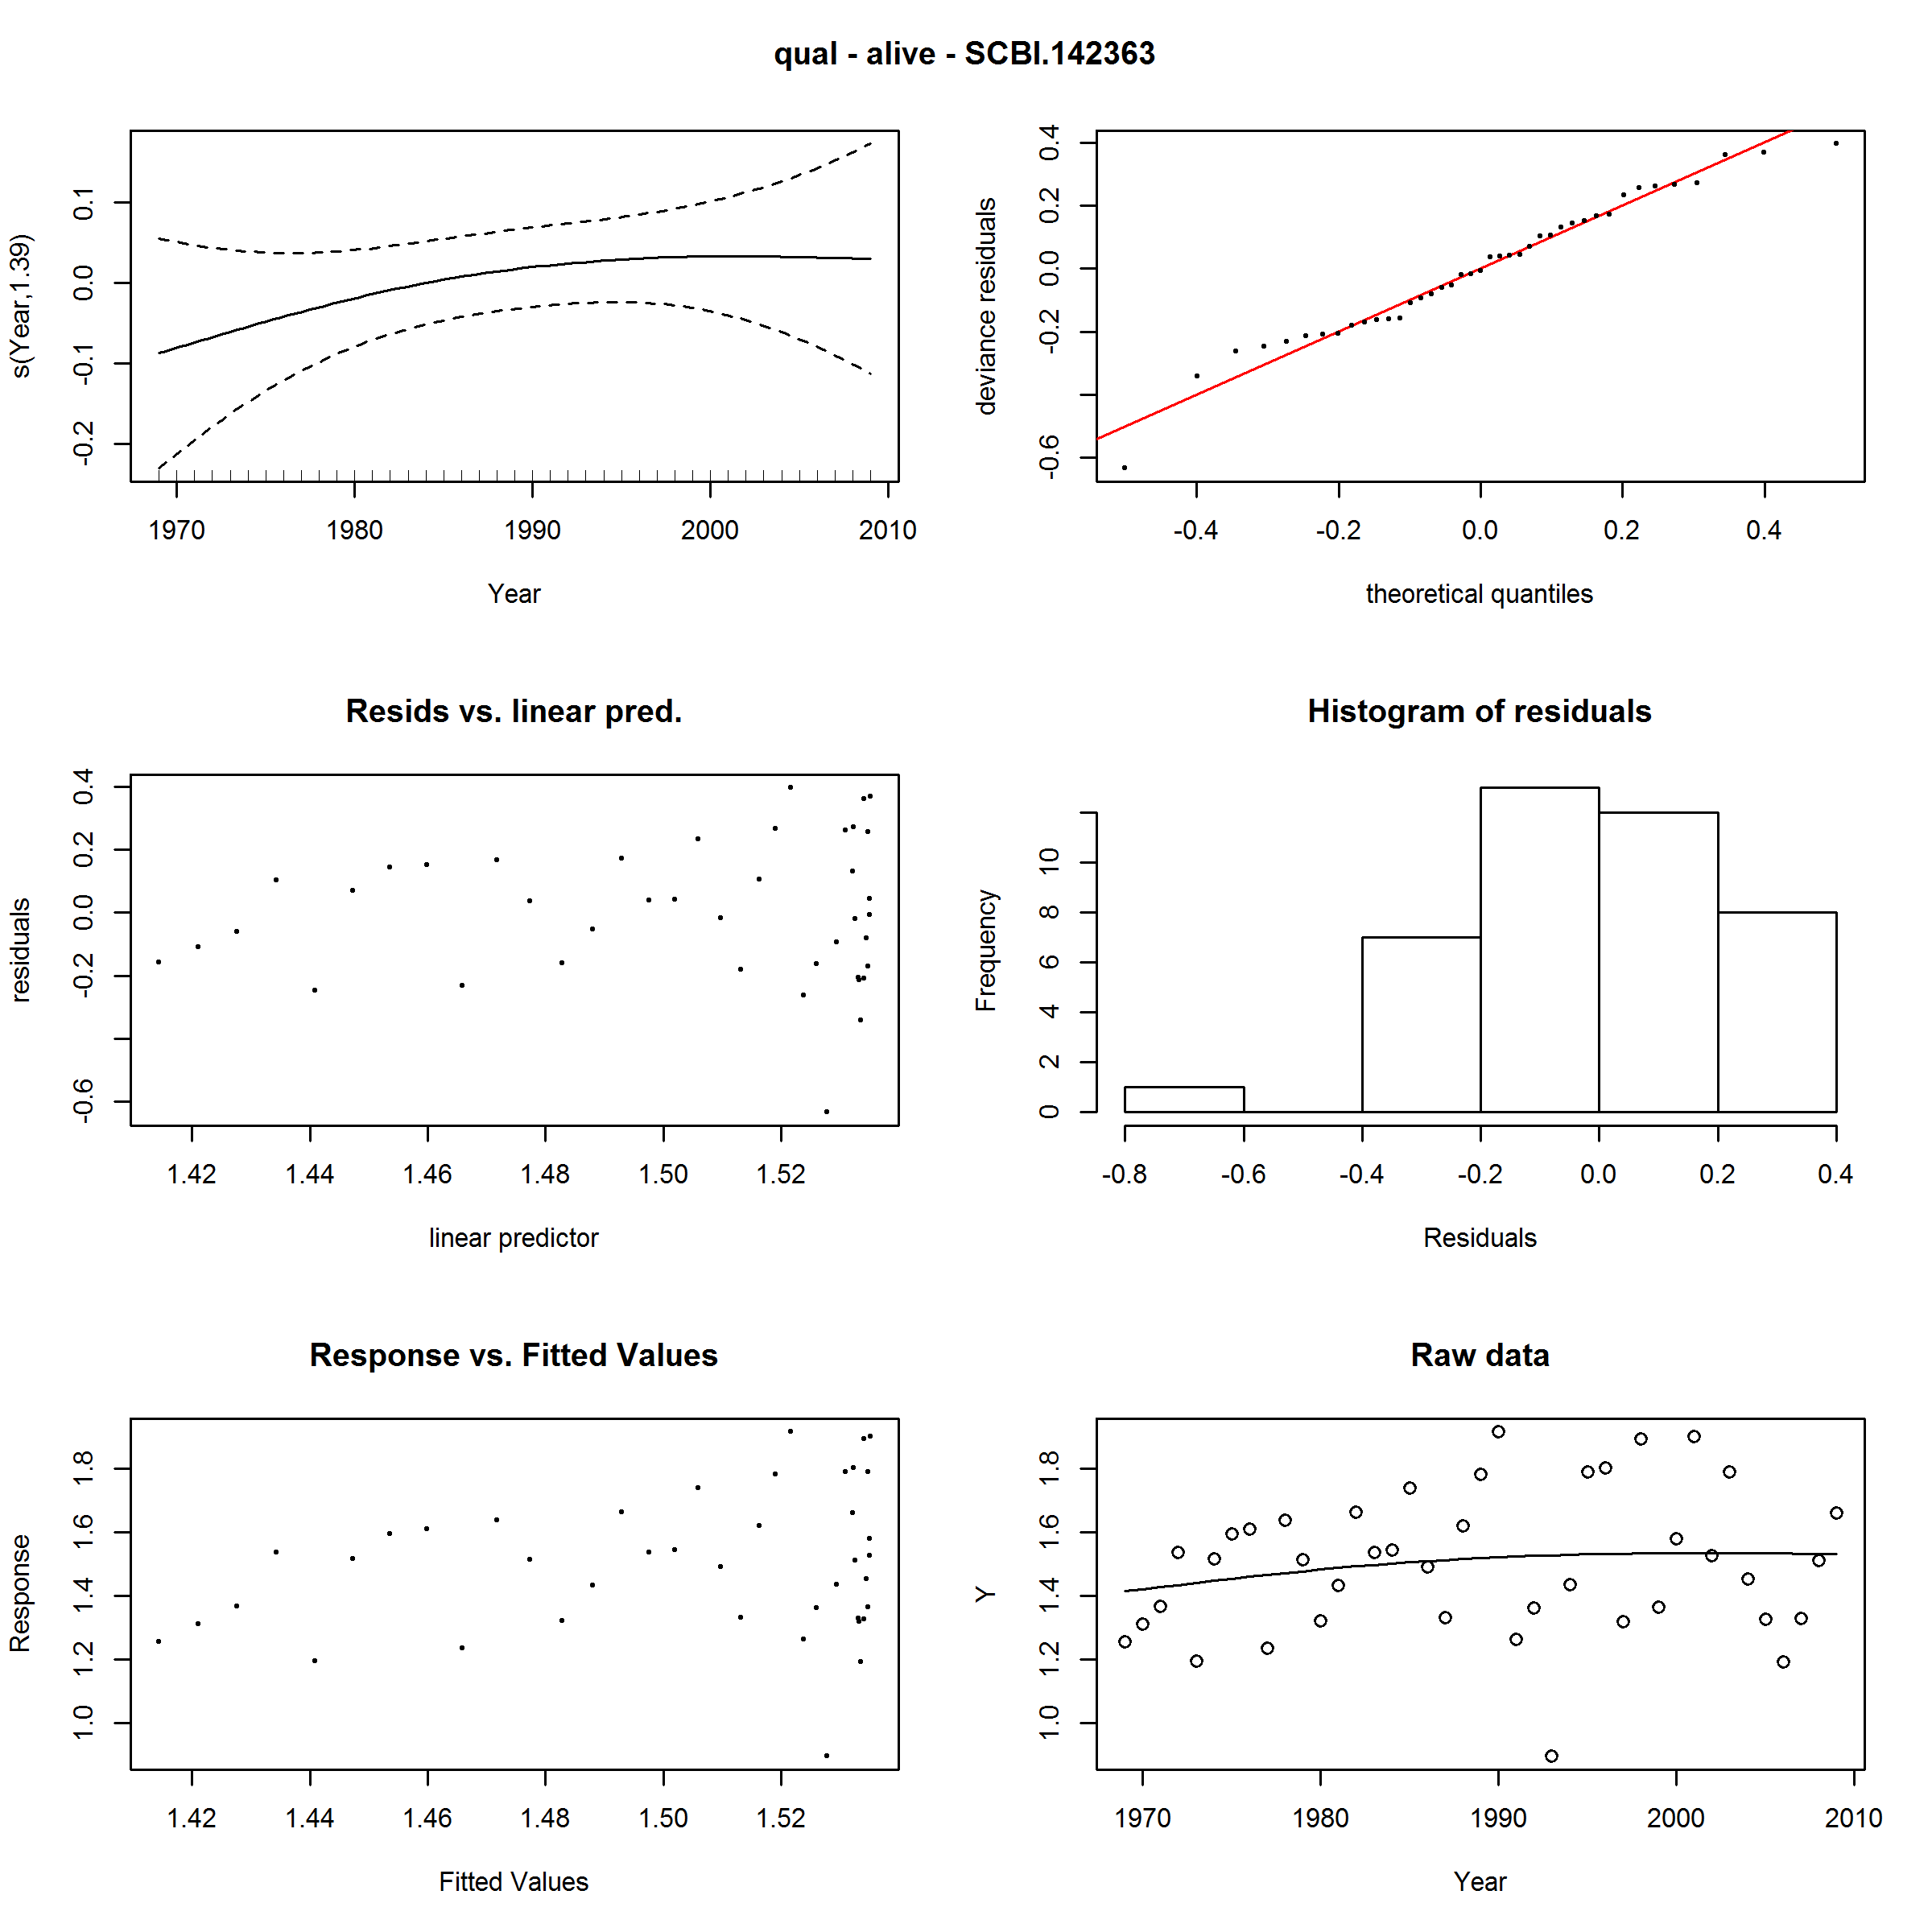 qual - alive - SCBI.142363
s(Year,1.39)
-0.2 -0.1 0.0 0.1
1970 1980 1990 2000 2010
Year
deviance residuals
-0.6 -0.2 0.0 0.2 0.4
-0.4 -0.2 0.0 0.2 0.4
theoretical quantiles
Resids vs. linear pred.
residuals
-0.6 -0.2 0.0 0.2 0.4
1.42 1.44 1.46 1.48 1.50 1.52
linear predictor
Histogram of residuals
Frequency
0 2 4 6 8 10
-0.8 -0.6 -0.4 -0.2 0.0 0.2 0.4
Residuals
Response vs. Fitted Values
Response
1.0 1.2 1.4 1.6 1.8
1.42 1.44 1.46 1.48 1.50 1.52
Fitted Values
Raw data
Y
1.0 1.2 1.4 1.6 1.8
1970 1980 1990 2000 2010
Year